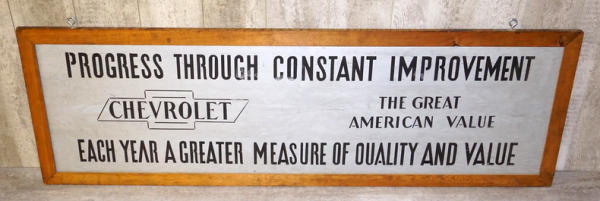 PROGRESS THROUGH CONSTANT IMPROVEMENT
CHEVROLET
THE GREAT
AMERICAN VALUE
EACH YEAR A GREATER MEASURE OF QUALITY AND VALUE